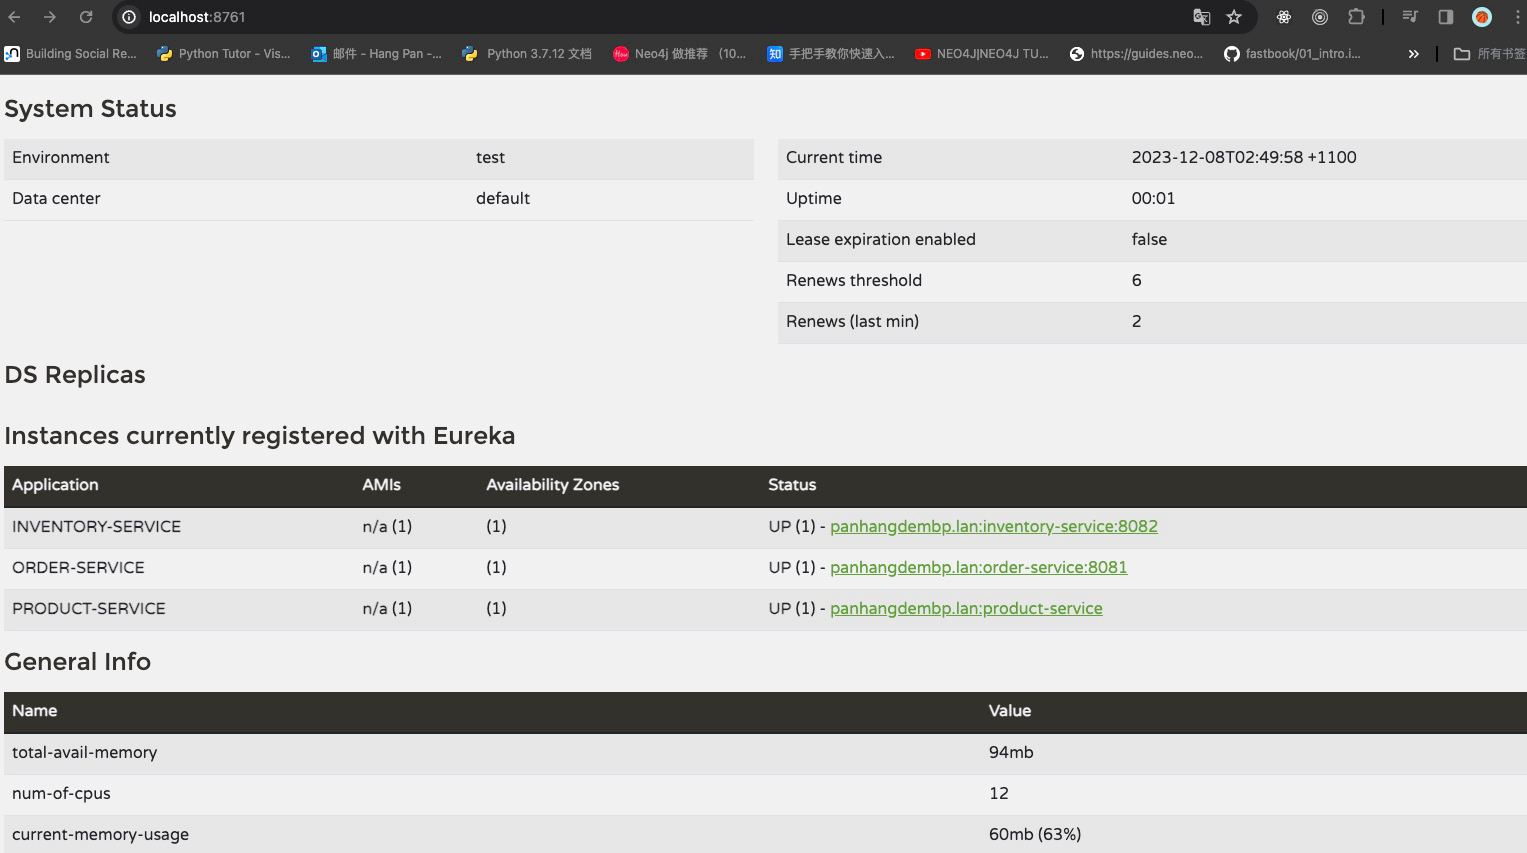 localhost:8761
Building Social Re... Python Tutor - Vis... 邮件 - Hang Pan -... Python 3.7.12 文档 Neo4j 做推荐 （10... 手把手教你快速入... NEO4J|NEO4J TU... https://guides.neo... fastbook/01_intro.i... » 所有书签
System Status
Environment test
Data center default
Current time 2023-12-08T02:49:58 +1100
Uptime 00:01
Lease expiration enabled false
Renews threshold 6
Renews (last min) 2
DS Replicas
Instances currently registered with Eureka
Application AMIs Availability Zones Status
INVENTORY-SERVICE n/a (1) (1) UP (1) - panhangdembp.lan:inventory-service:8082
ORDER-SERVICE n/a (1) (1) UP (1) - panhangdembp.lan:order-service:8081
PRODUCT-SERVICE n/a (1) (1) UP (1) - panhangdembp.lan:product-service
General Info
Name Value
total-avail-memory 94mb
num-of-cpus 12
current-memory-usage 60mb (63%)